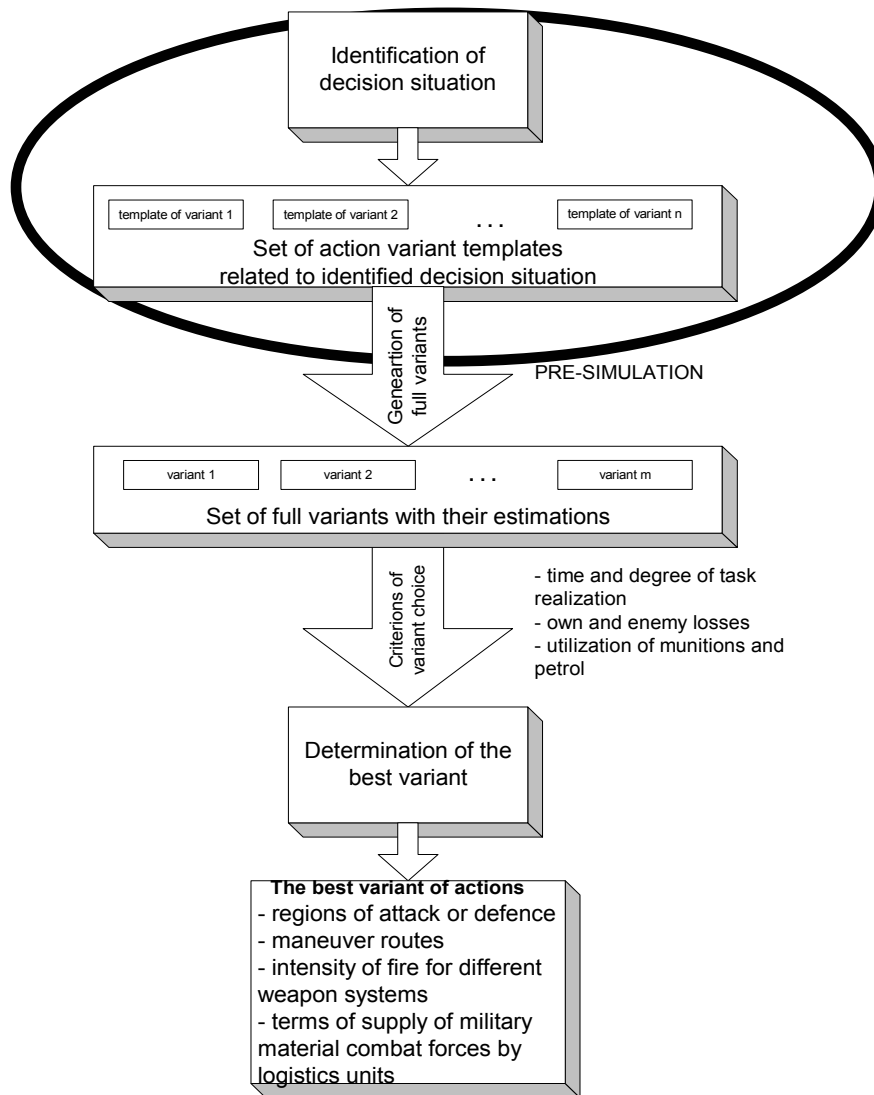 Identification of
decision situation
template of variant 1
template of variant 2
. . .
template of variant n
Set of action variant templates
related to identified decision situation
Geneartion of
full variants
PRE-SIMULATION
variant 1
variant 2
. . .
variant m
Set of full variants with their estimations
Criterions of
variant choice
- time and degree of task
realization
- own and enemy losses
- utilization of munitions and
petrol
Determination of the
best variant
The best variant of actions
- regions of attack or defence
- maneuver routes
- intensity of fire for different
weapon systems
- terms of supply of military
material combat forces by
logistics units